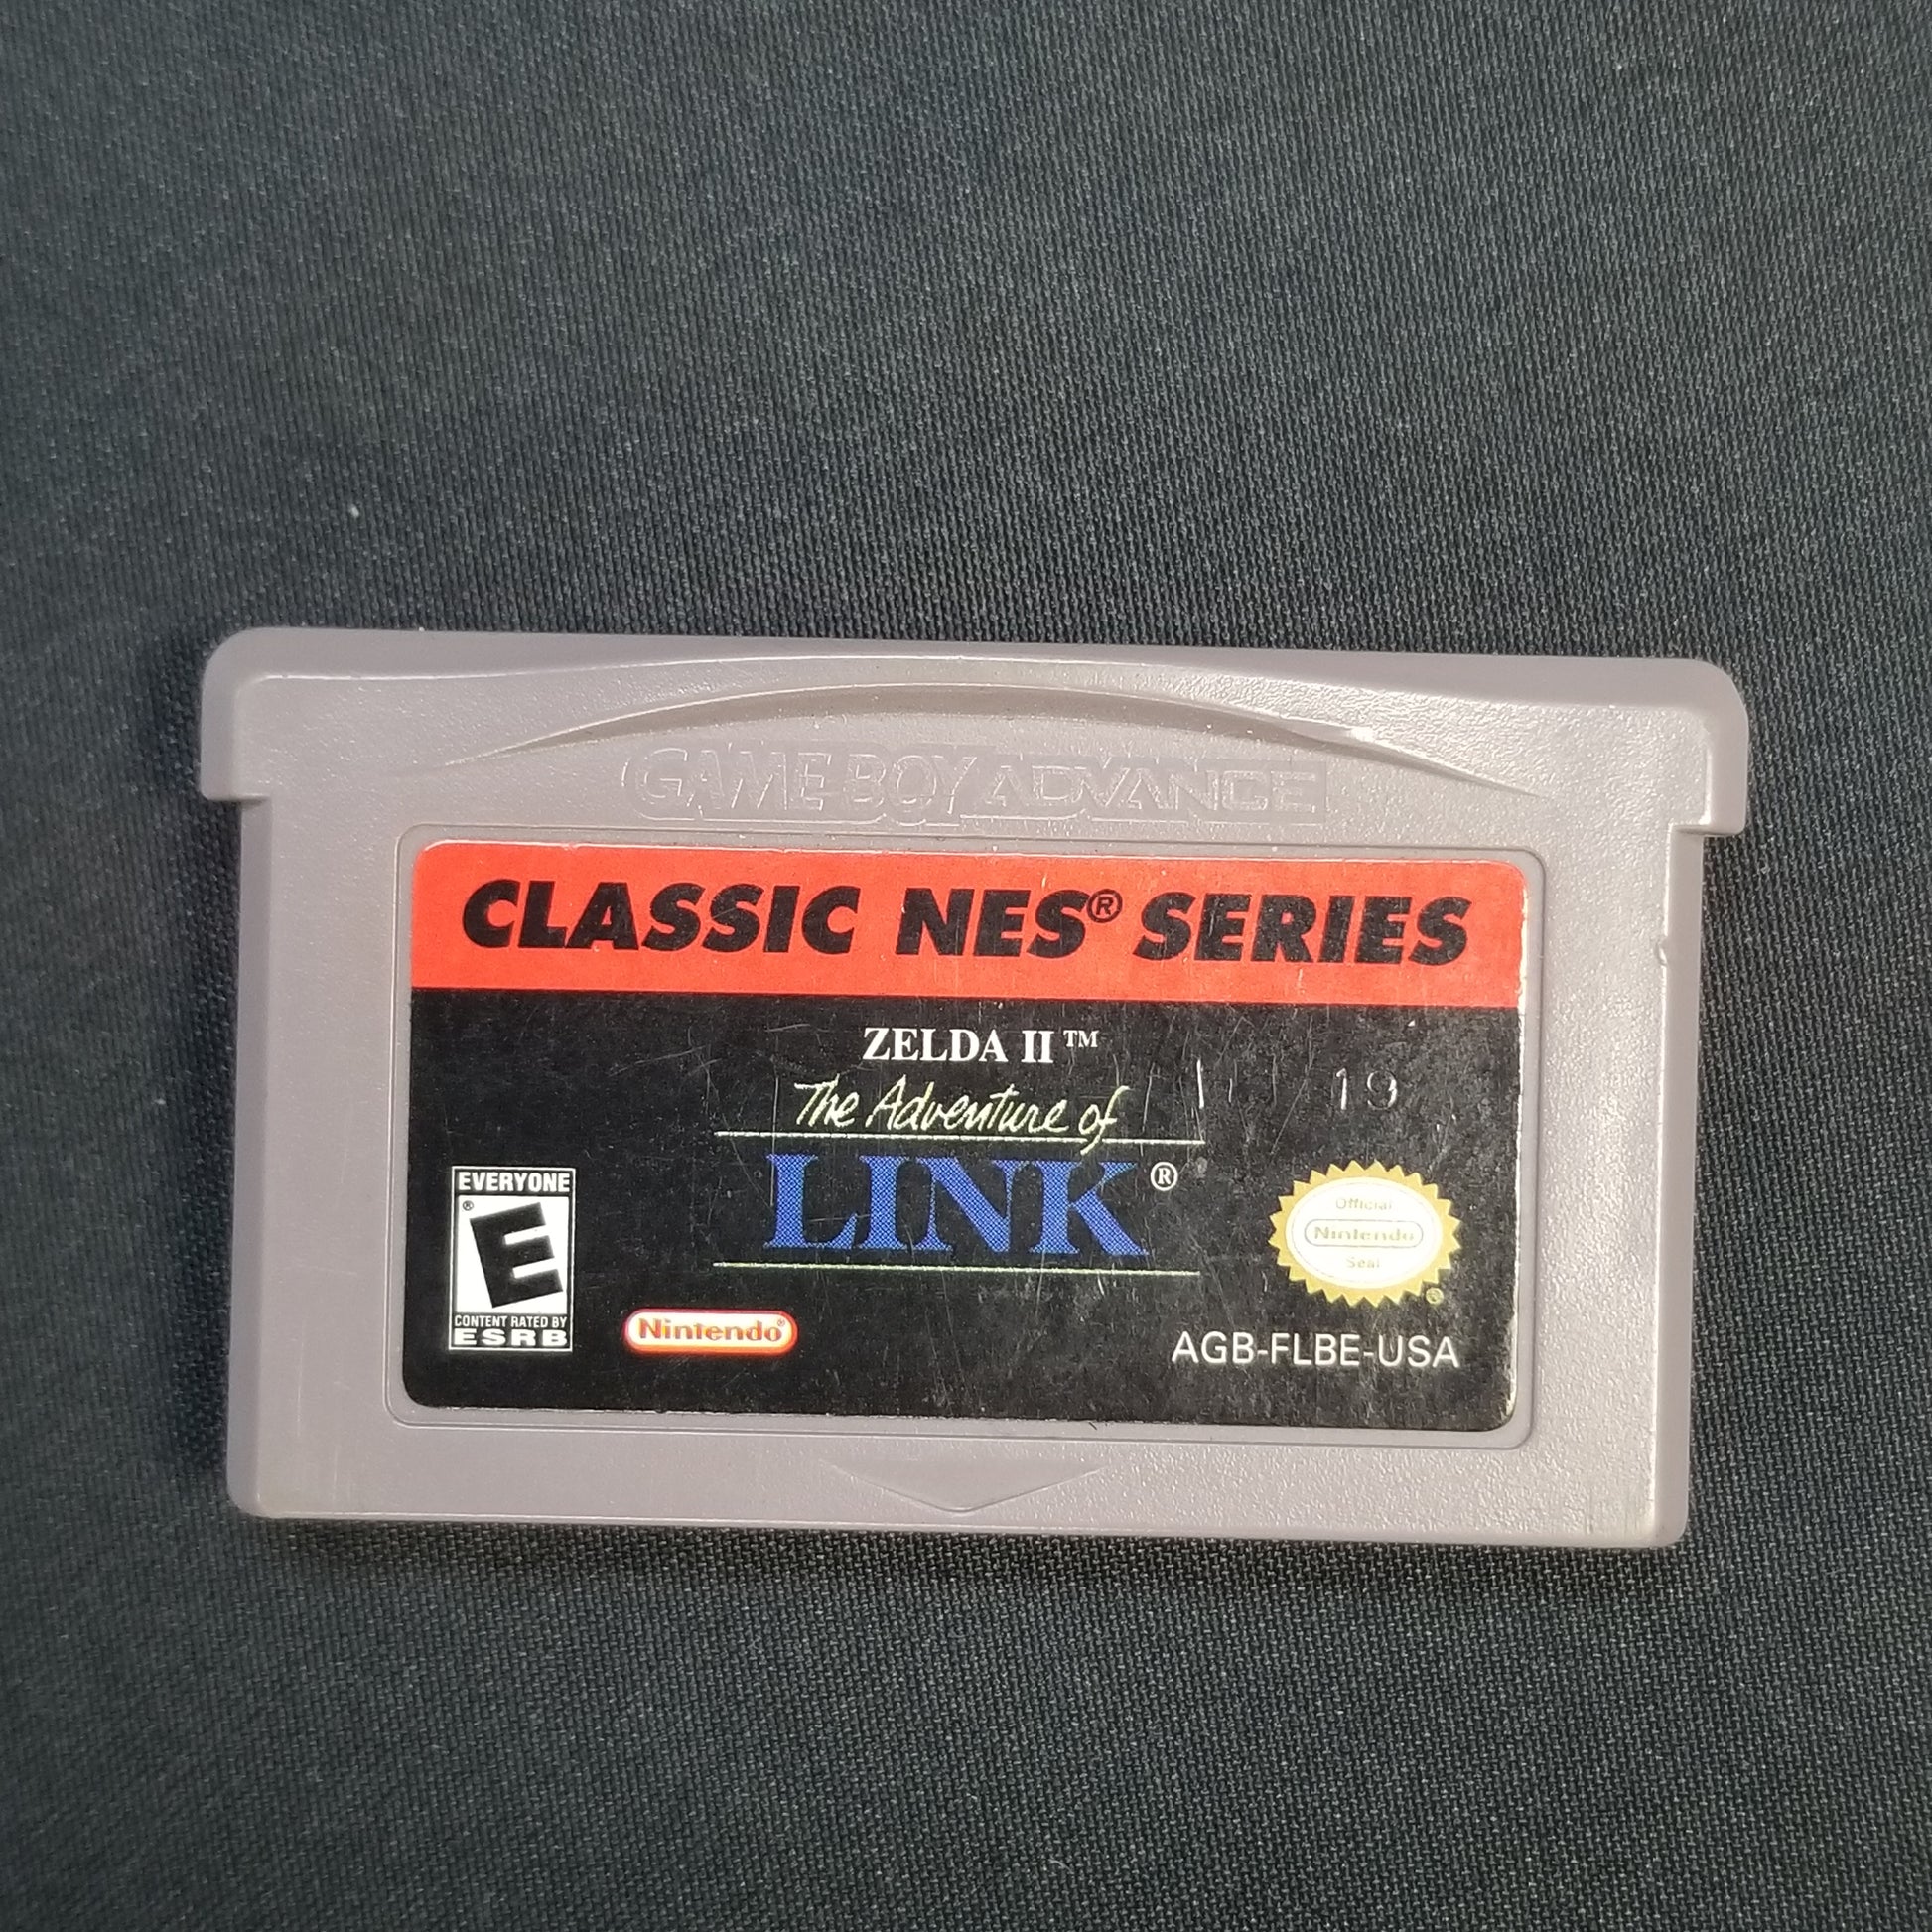 GAME BOY ADVANCE
CLASSIC NES® SERIES
ZELDA II™
The Adventure of
19
LINK®
EVERYONE
E®
CONTENT RATED BY
ESRB
Nintendo®
Official
Nintendo
Seal
®
AGB-FLBE-USA